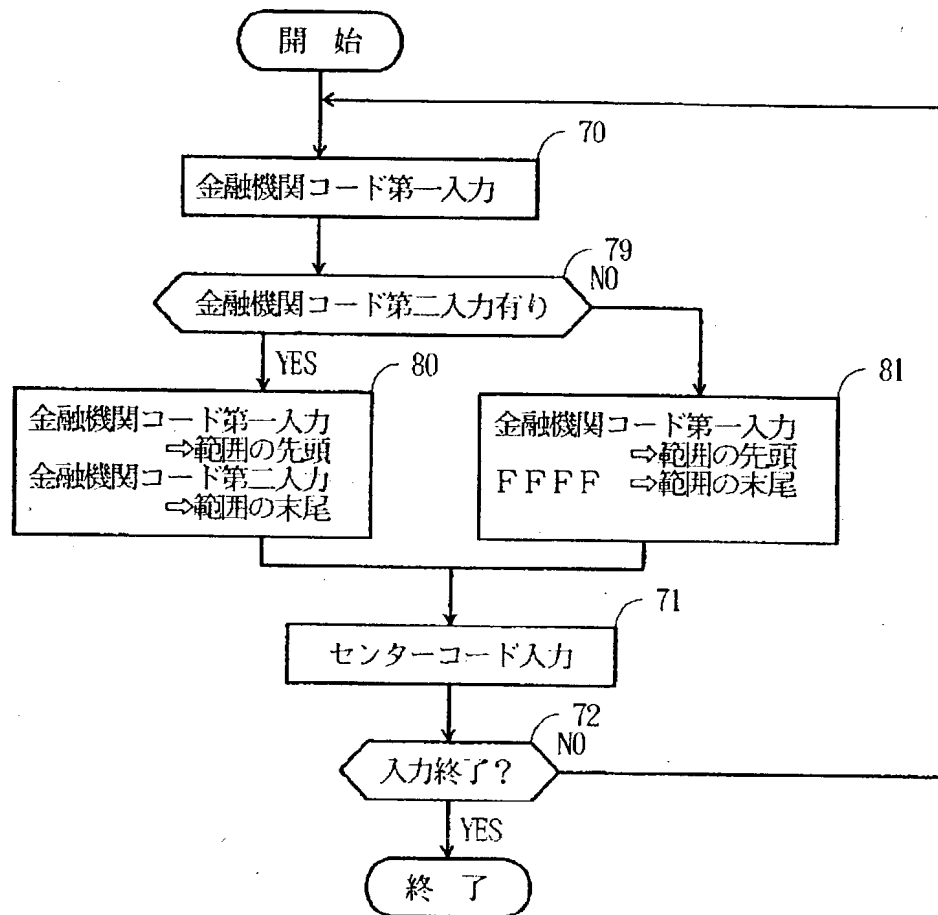 開 始
70
金融機関コード第一入力
79
金融機関コード第二入力有り
NO
YES
80
金融機関コード第一入力
⇨範囲の先頭
金融機関コード第二入力
⇨範囲の末尾
81
金融機関コード第一入力
⇨範囲の先頭
FFFF ⇨範囲の末尾
71
センターコード入力
72
入力終了?
NO
YES
終 了